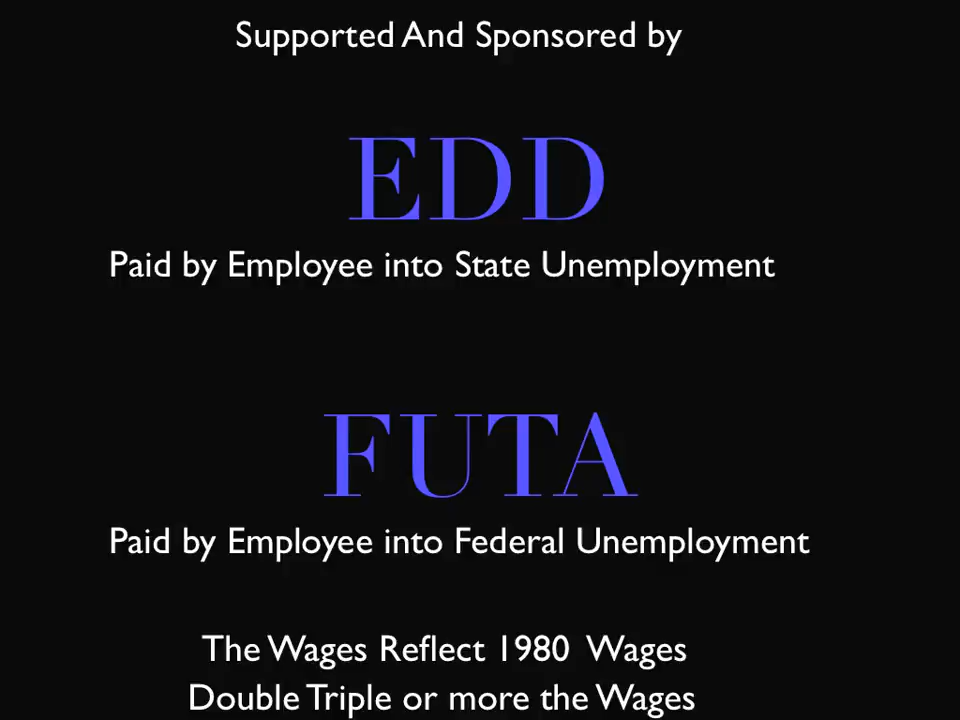 Supported And Sponsored by
EDD
Paid by Employee into State Unemployment
FUTA
Paid by Employee into Federal Unemployment
The Wages Reflect 1980 Wages
Double Triple or more the Wages